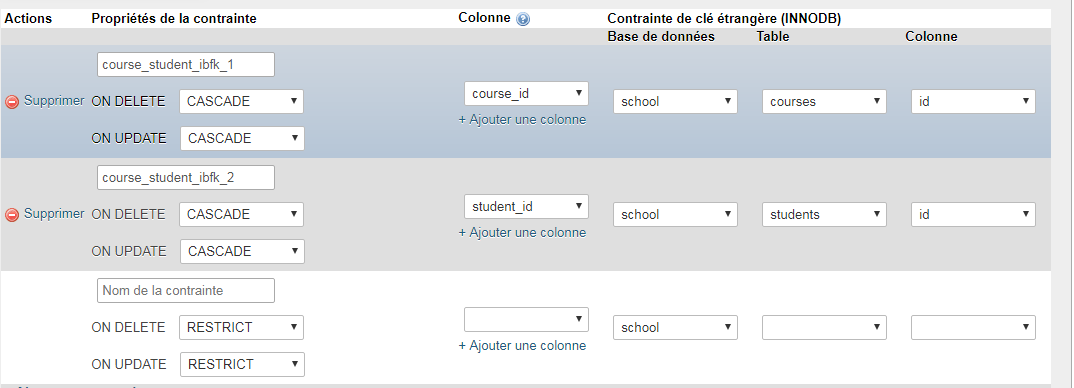 Actions Propriétés de la contrainte Colonne Contrainte de clé étrangère (INNODB)
Base de données Table Colonne
course_student_ibfk_1
Supprimer ON DELETE CASCADE course_id school courses id
+ Ajouter une colonne
ON UPDATE CASCADE
course_student_ibfk_2
Supprimer ON DELETE CASCADE student_id school students id
+ Ajouter une colonne
ON UPDATE CASCADE
Nom de la contrainte
ON DELETE RESTRICT school
+ Ajouter une colonne
ON UPDATE RESTRICT